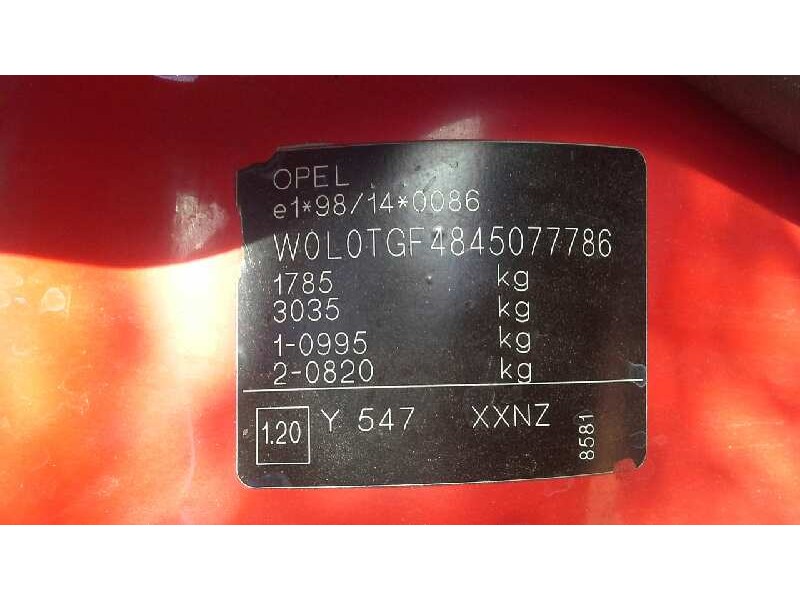 OPEL
e1*98/14*0086
W0L0TGF4845077786
1785 kg
3035 kg
1-0995 kg
2-0820 kg
1.20 Y 547 XXNZ
8581